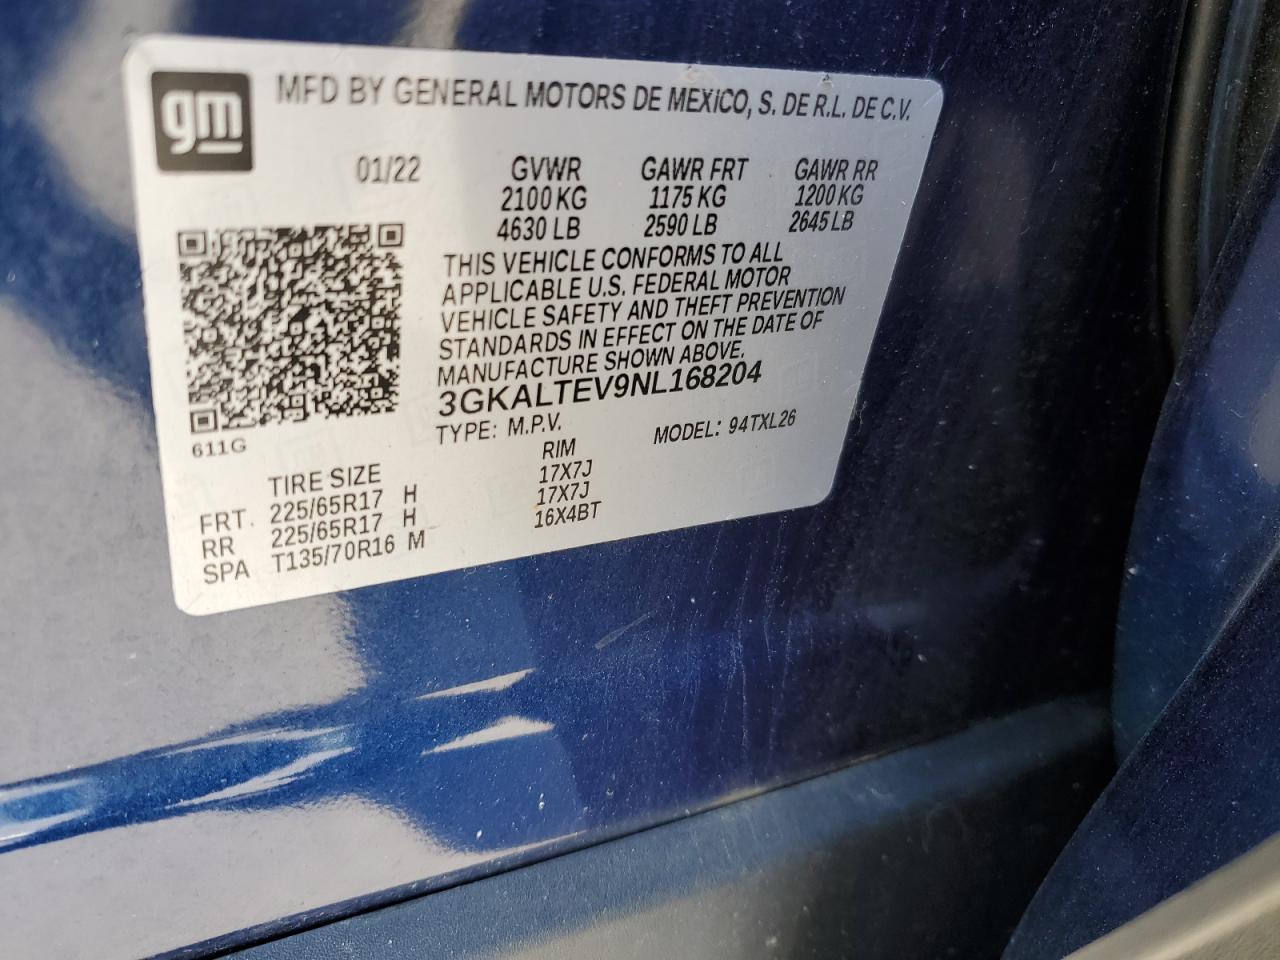 gm
MFD BY GENERAL MOTORS DE MEXICO, S. DE R.L. DE C.V.
01/22 GVWR GAWR FRT GAWR RR
2100 KG 1175 KG 1200 KG
4630 LB 2590 LB 2645 LB
THIS VEHICLE CONFORMS TO ALL
APPLICABLE U.S. FEDERAL MOTOR
VEHICLE SAFETY AND THEFT PREVENTION
STANDARDS IN EFFECT ON THE DATE OF
MANUFACTURE SHOWN ABOVE.
3GKALTEV9NL168204
TYPE: M.P.V. MODEL: 94TXL26
611G
TIRE SIZE RIM
FRT. 225/65R17 H 17X7J
RR 225/65R17 H 17X7J
SPA T135/70R16 M 16X4BT